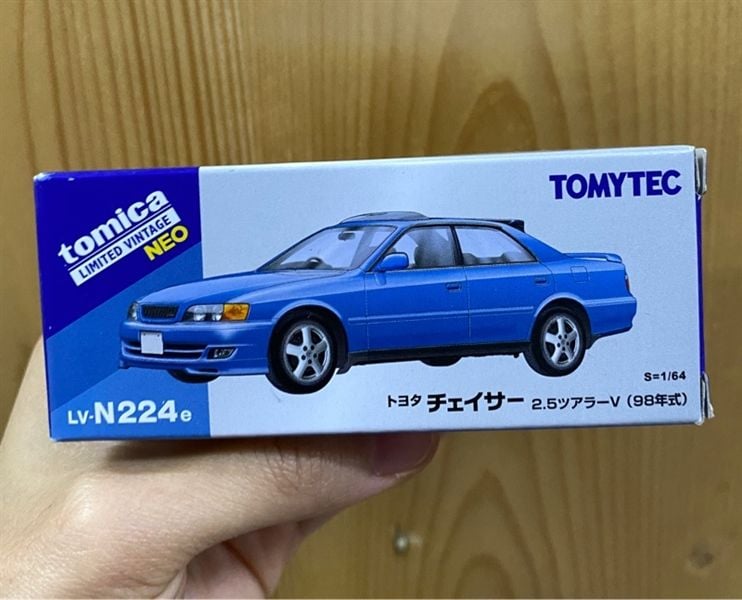 tomica
LIMITED VINTAGE
NEO
TOMYTEC
LV-N224e
S=1/64
トヨタ チェイサー 2.5ツアラーV (98年式)